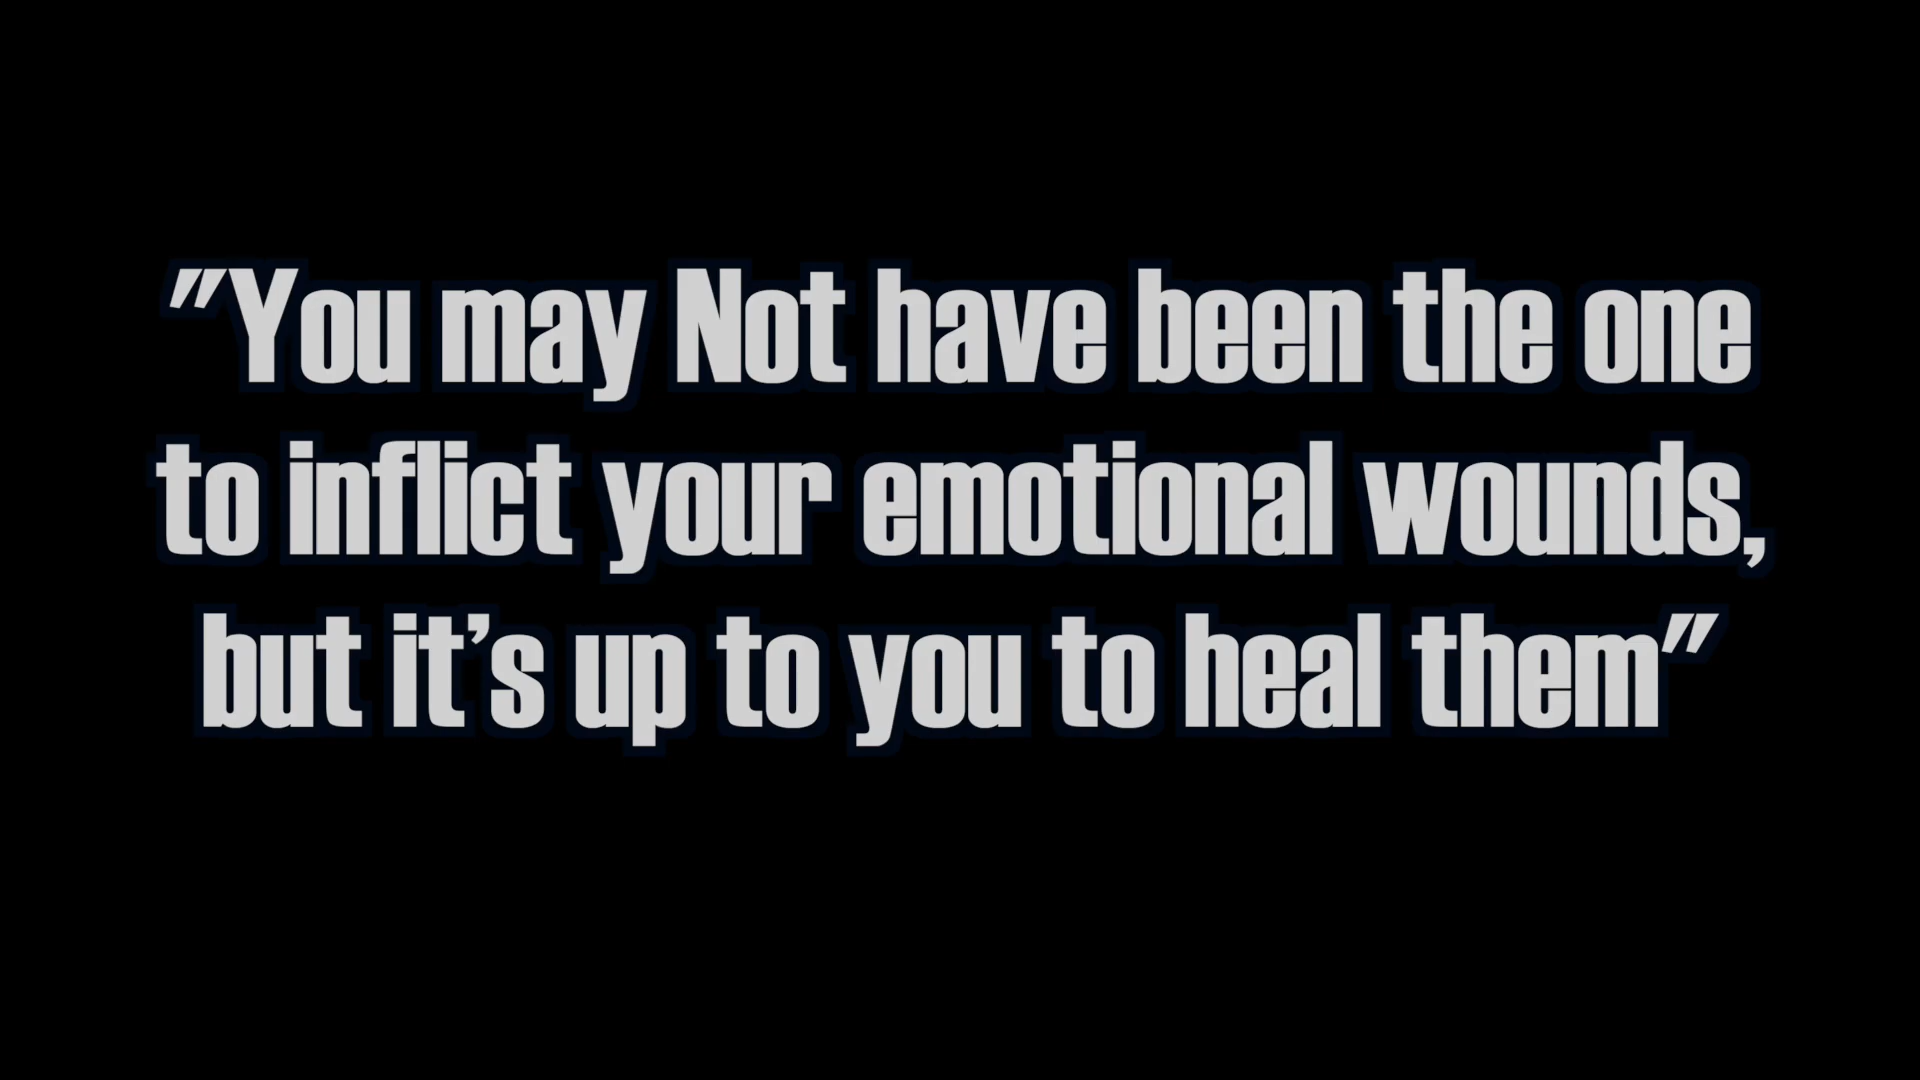 "You may Not have been the one
to inflict your emotional wounds,
but it's up to you to heal them"